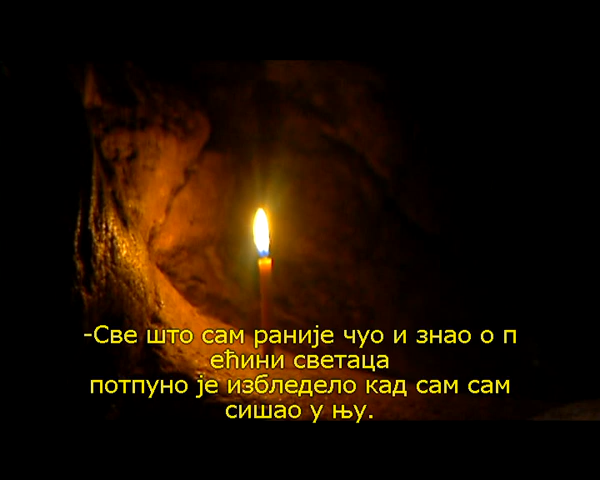 -Све што сам раније чуо и знао о п
ећини светаца
потпуно је избледело кад сам сам
сишао у њу.